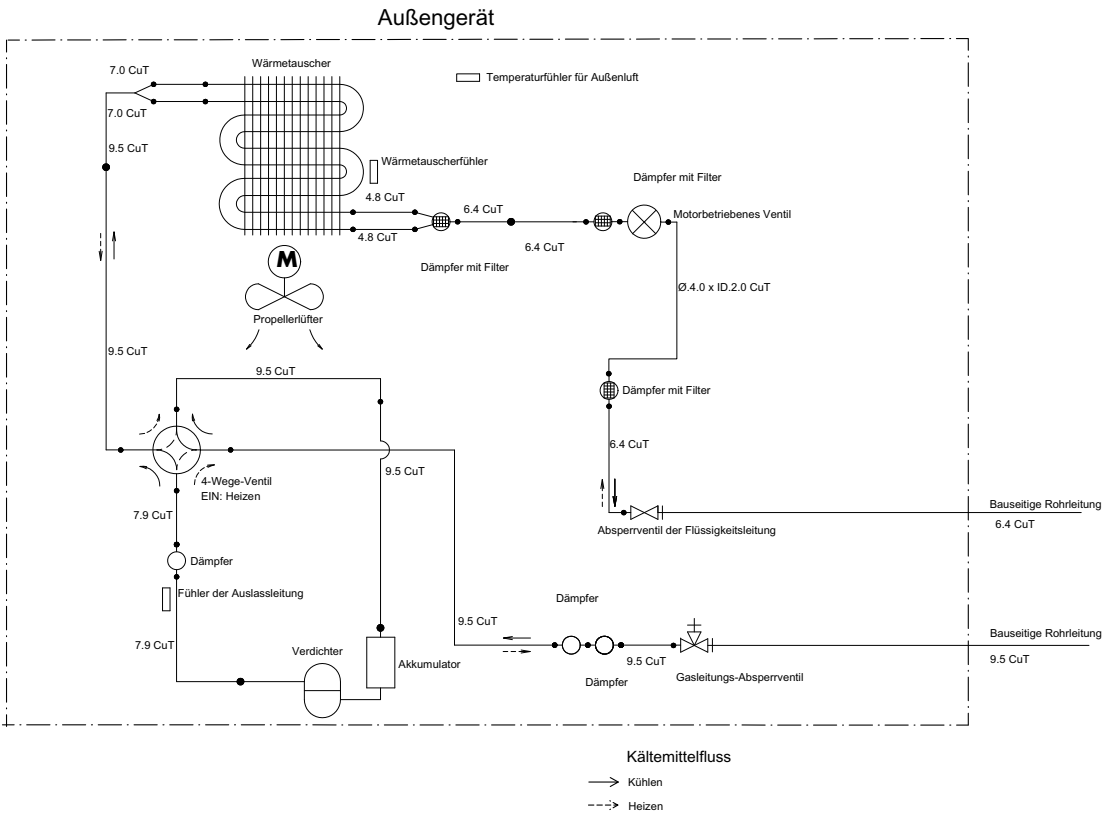 Außengerät
Wärmetauscher
7.0 CuT
Temperaturfühler für Außenluft
7.0 CuT
9.5 CuT
Wärmetauscherfühler
4.8 CuT
Dämpfer mit Filter
6.4 CuT
Motorbetriebenes Ventil
4.8 CuT
6.4 CuT
Dämpfer mit Filter
M
Ø.4.0 x ID.2.0 CuT
Propellerlüfter
9.5 CuT
9.5 CuT
Dämpfer mit Filter
6.4 CuT
9.5 CuT
4-Wege-Ventil
EIN: Heizen
7.9 CuT
Bauseitige Rohrleitung
6.4 CuT
Absperrventil der Flüssigkeitsleitung
Dämpfer
Fühler der Auslassleitung
Dämpfer
9.5 CuT
7.9 CuT
Verdichter
Akkumulator
9.5 CuT
Dämpfer
Gasleitungs-Absperrventil
Bauseitige Rohrleitung
9.5 CuT
Kältemittelfluss
Kühlen
Heizen